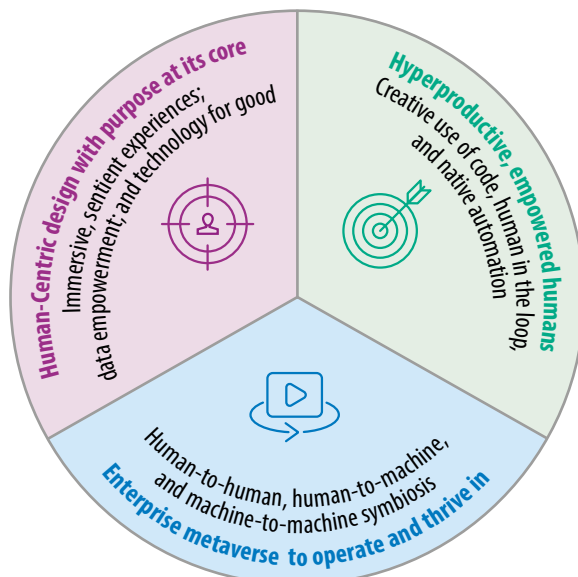 Human-Centric design with purpose at its core
Immersive, sentient experiences;
data empowerment; and technology for good
Hyperproductive, empowered humans
Creative use of code, human in the loop,
and native automation
Human-to-human, human-to-machine,
and machine-to-machine symbiosis
Enterprise metaverse to operate and thrive in